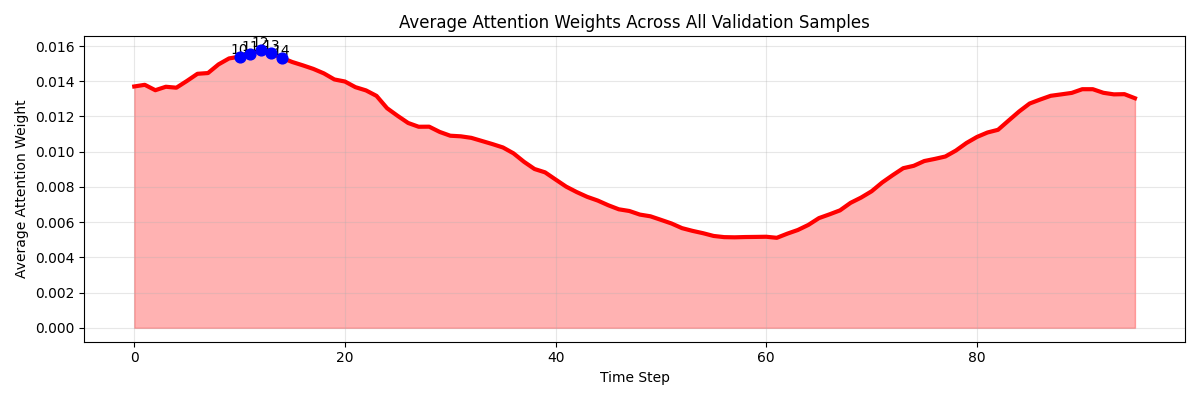 Average Attention Weights Across All Validation Samples
0.016
0.014
0.012
0.010
0.008
0.006
0.004
0.002
0.000
Average Attention Weight
10 11 12 13 14
0 20 40 60 80
Time Step